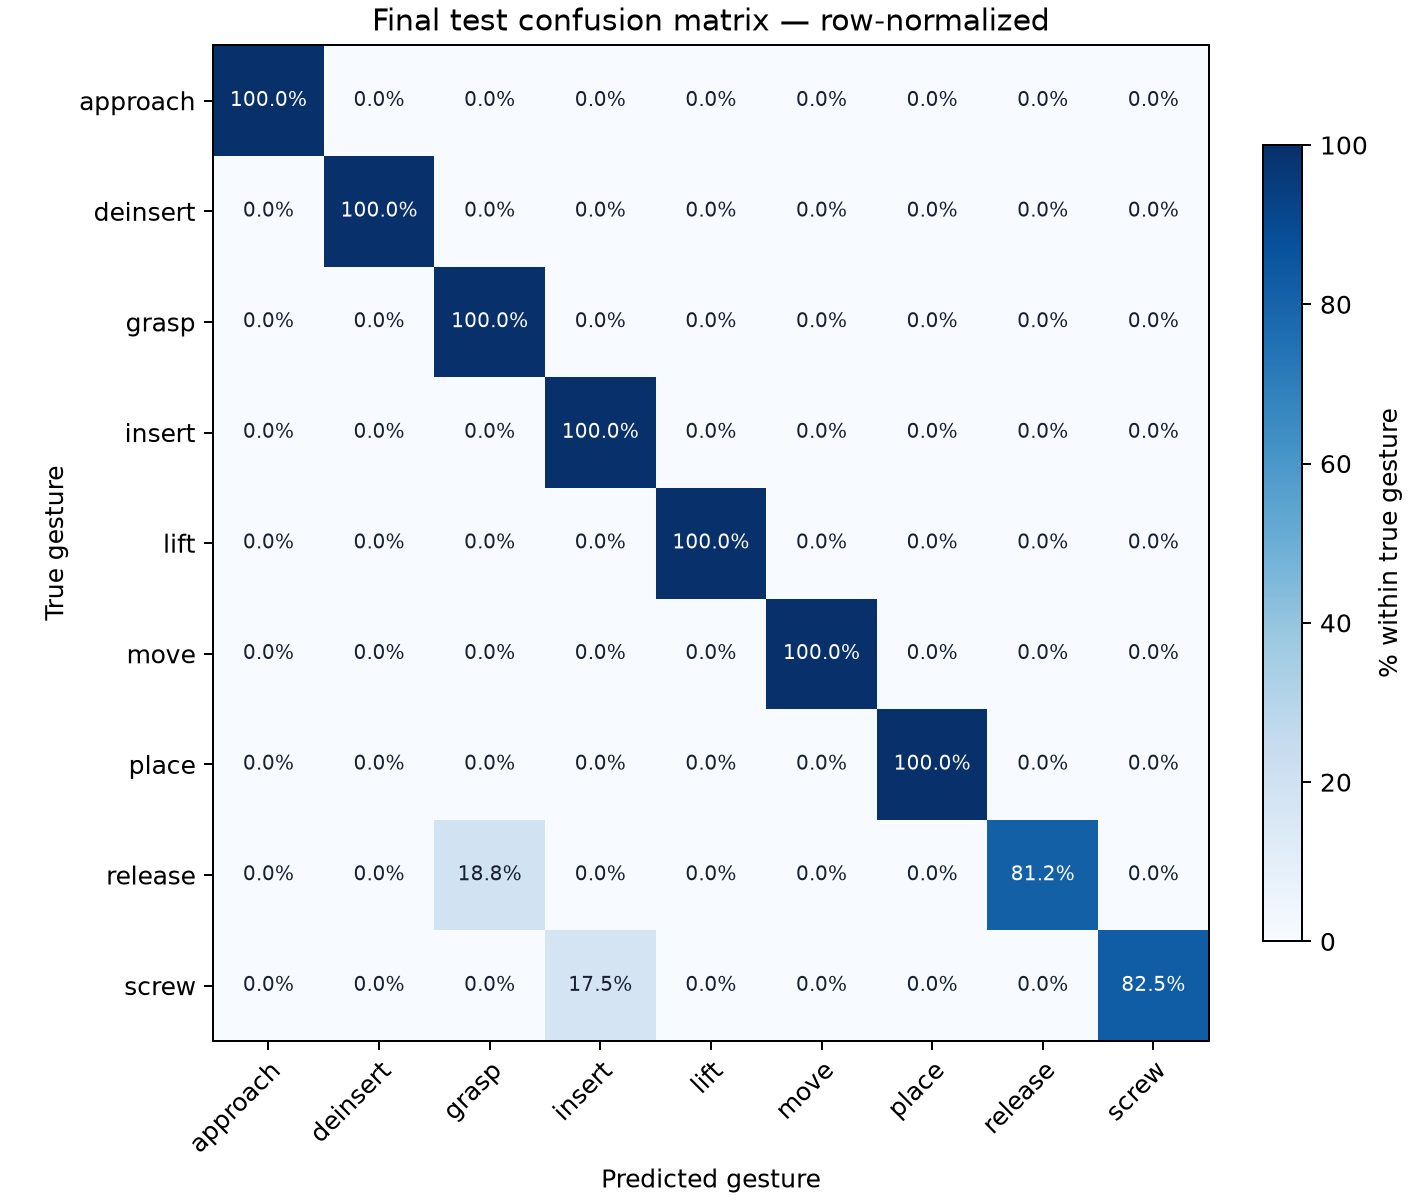 Final test confusion matrix — row-normalized
approach 100.0% 0.0% 0.0% 0.0% 0.0% 0.0% 0.0% 0.0% 0.0%
deinsert 0.0% 100.0% 0.0% 0.0% 0.0% 0.0% 0.0% 0.0% 0.0%
grasp 0.0% 0.0% 100.0% 0.0% 0.0% 0.0% 0.0% 0.0% 0.0%
insert 0.0% 0.0% 0.0% 100.0% 0.0% 0.0% 0.0% 0.0% 0.0%
lift 0.0% 0.0% 0.0% 0.0% 100.0% 0.0% 0.0% 0.0% 0.0%
move 0.0% 0.0% 0.0% 0.0% 0.0% 100.0% 0.0% 0.0% 0.0%
place 0.0% 0.0% 0.0% 0.0% 0.0% 0.0% 100.0% 0.0% 0.0%
release 0.0% 0.0% 18.8% 0.0% 0.0% 0.0% 0.0% 81.2% 0.0%
screw 0.0% 0.0% 0.0% 17.5% 0.0% 0.0% 0.0% 0.0% 82.5%
approach deinsert grasp insert lift move place release screw
Predicted gesture
True gesture
100
80
60
40
20
0
% within true gesture